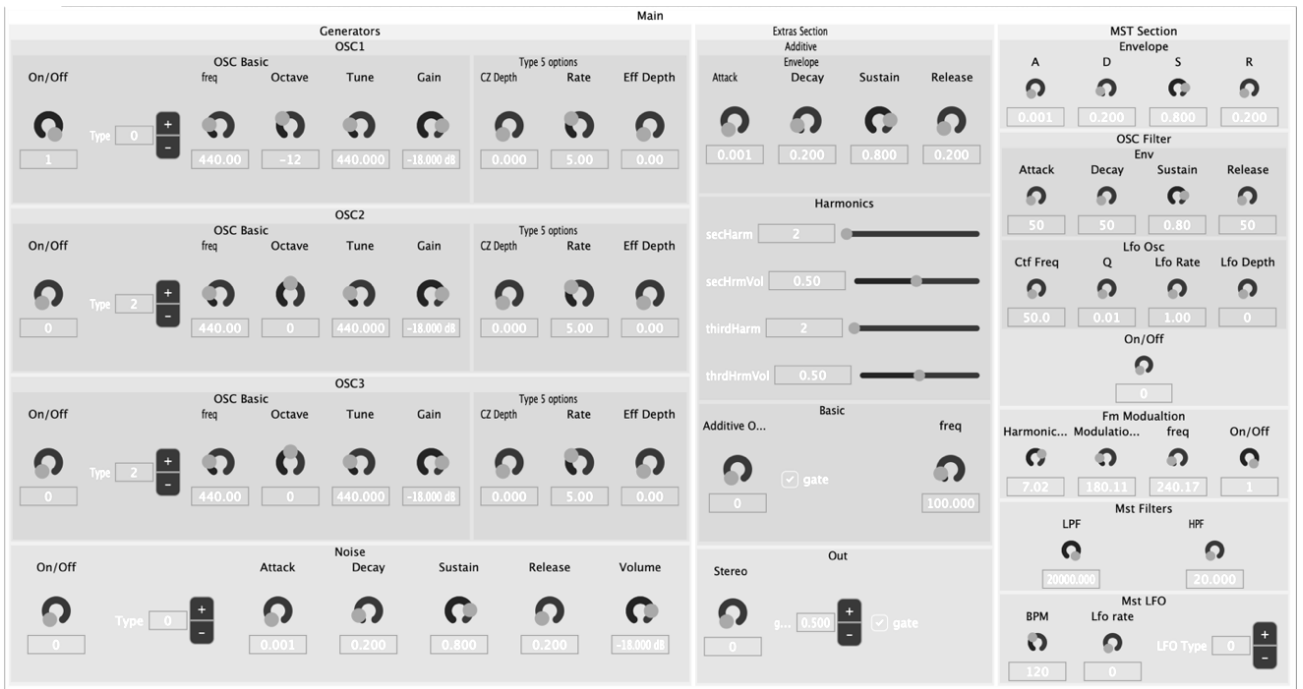 Main
Generators
OSC1
On/Off
OSC Basic
freq Octave Tune Gain
Type 0 + −
1
440.00 −12 440.000 -18.000 dB
Type 5 options
CZ Depth Rate Eff Depth
0.000 5.00 0.00
OSC2
On/Off
OSC Basic
freq Octave Tune Gain
Type 2 + −
0
440.00 0 440.000 -18.000 dB
Type 5 options
CZ Depth Rate Eff Depth
0.000 5.00 0.00
OSC3
On/Off
OSC Basic
freq Octave Tune Gain
Type 2 + −
0
440.00 0 440.000 -18.000 dB
Type 5 options
CZ Depth Rate Eff Depth
0.000 5.00 0.00
Noise
On/Off Attack Decay Sustain Release Volume
Type 0 + −
0 0.001 0.200 0.800 0.200 -18.000 dB
Extras Section
Additive
Envelope
Attack Decay Sustain Release
0.001 0.200 0.800 0.200
Harmonics
secHarm 2
secHrmVol 0.50
thirdHarm 2
thrdHrmVol 0.50
Basic
Additive O... freq
gate
0 100.000
Out
Stereo
g... 0.500 + − gate
0
MST Section
Envelope
A D S R
0.001 0.200 0.800 0.200
OSC Filter
Env
Attack Decay Sustain Release
50 50 0.80 50
Lfo Osc
Ctf Freq Q Lfo Rate Lfo Depth
50.0 0.01 1.00 0
On/Off
0
Fm Modualtion
Harmonic... Modulatio... freq On/Off
7.02 180.11 240.17 1
Mst Filters
LPF HPF
20000.000 20.000
Mst LFO
BPM Lfo rate
LFO Type 0 + −
120 0